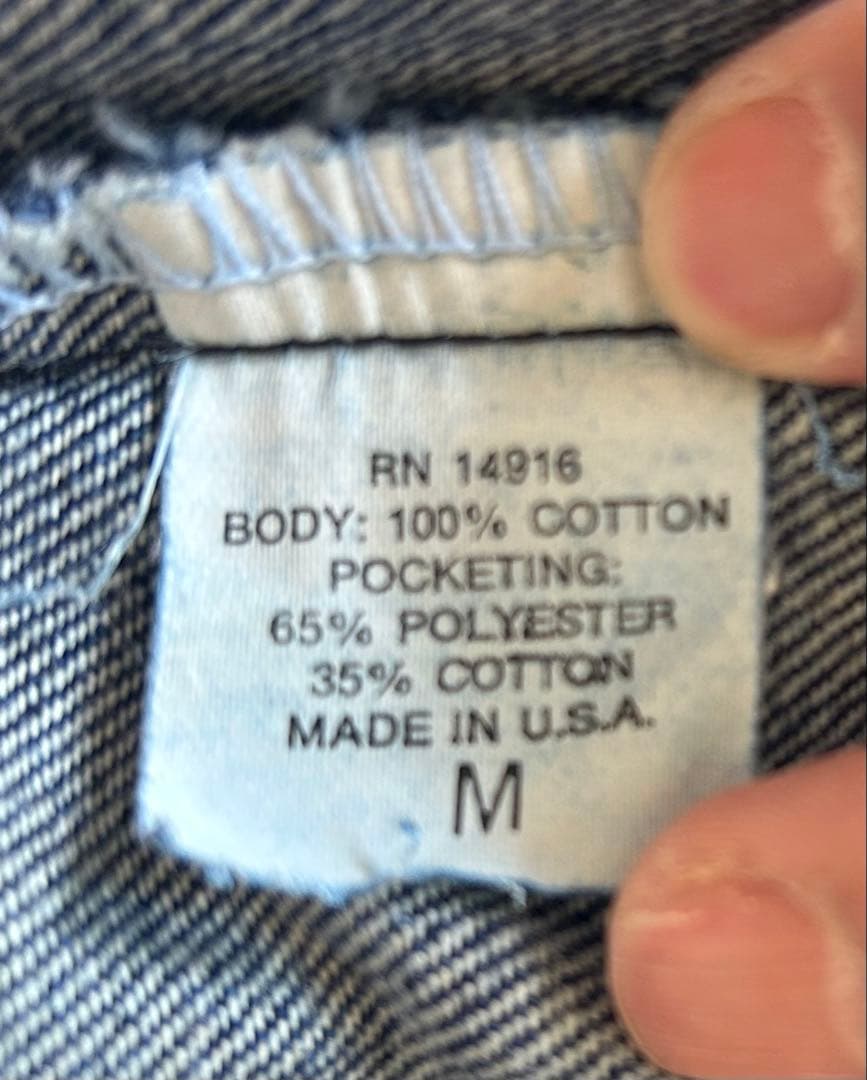 RN 14916
BODY: 100% COTTON
POCKETING:
65% POLYESTER
35% COTTON
MADE IN U.S.A.
M